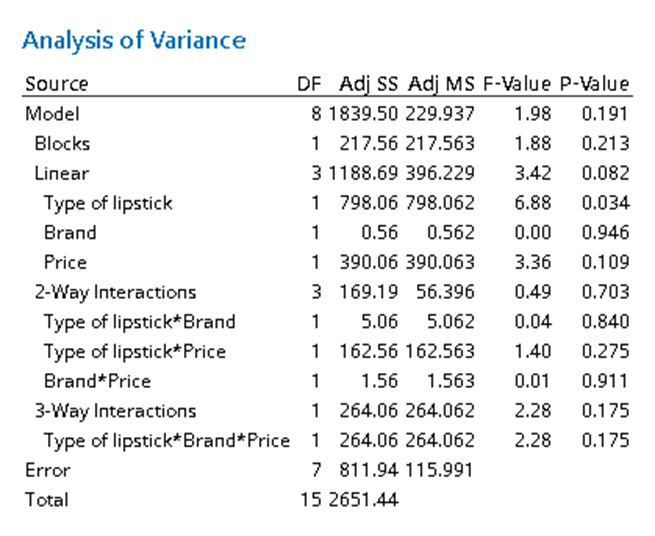 Analysis of Variance
Source DF Adj SS Adj MS F-Value P-Value
Model 8 1839.50 229.937 1.98 0.191
Blocks 1 217.56 217.563 1.88 0.213
Linear 3 1188.69 396.229 3.42 0.082
Type of lipstick 1 798.06 798.062 6.88 0.034
Brand 1 0.56 0.562 0.00 0.946
Price 1 390.06 390.063 3.36 0.109
2-Way Interactions 3 169.19 56.396 0.49 0.703
Type of lipstick*Brand 1 5.06 5.062 0.04 0.840
Type of lipstick*Price 1 162.56 162.563 1.40 0.275
Brand*Price 1 1.56 1.563 0.01 0.911
3-Way Interactions 1 264.06 264.062 2.28 0.175
Type of lipstick*Brand*Price 1 264.06 264.062 2.28 0.175
Error 7 811.94 115.991
Total 15 2651.44